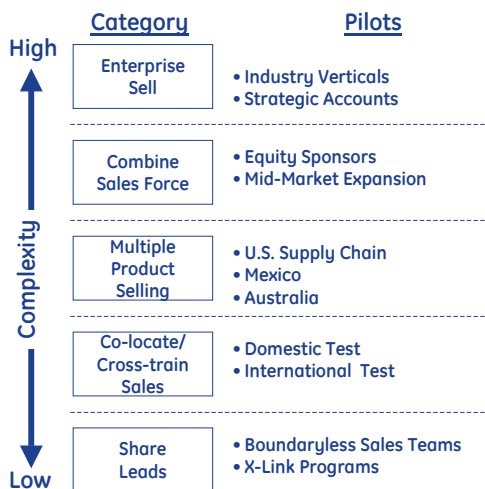 Category
Pilots
High
Enterprise
Sell
• Industry Verticals
• Strategic Accounts
Combine
Sales Force
• Equity Sponsors
• Mid-Market Expansion
Complexity
Multiple
Product
Selling
• U.S. Supply Chain
• Mexico
• Australia
Co-locate/
Cross-train
Sales
• Domestic Test
• International Test
Share
Leads
• Boundaryless Sales Teams
• X-Link Programs
Low